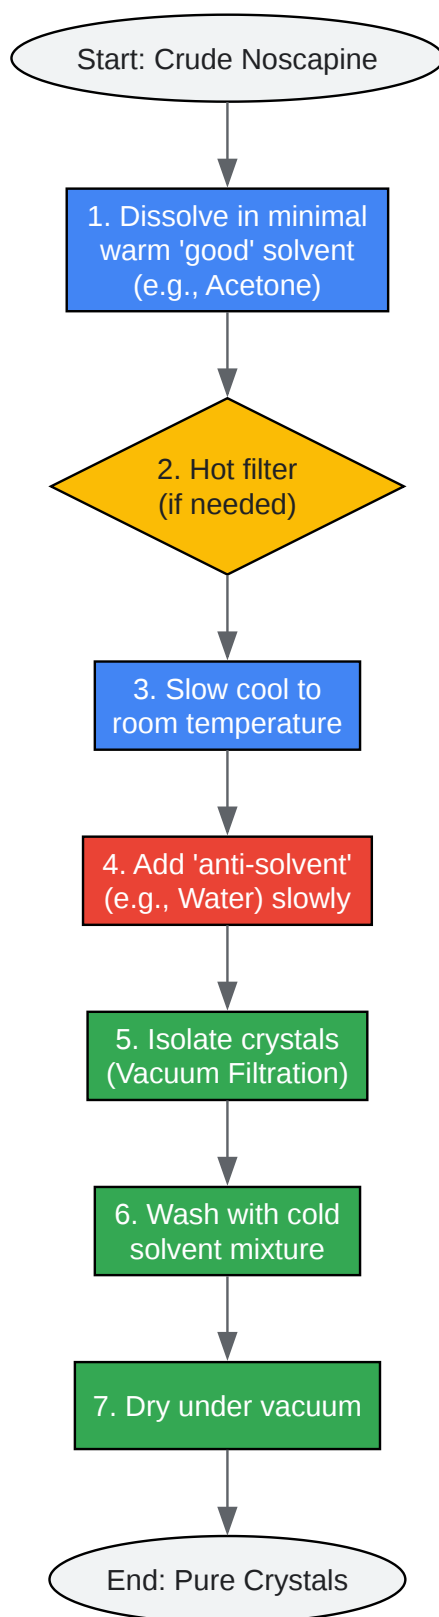 Start: Crude Noscapine
1. Dissolve in minimal
warm 'good' solvent
(e.g., Acetone)
2. Hot filter
(if needed)
3. Slow cool to
room temperature
4. Add 'anti-solvent'
(e.g., Water) slowly
5. Isolate crystals
(Vacuum Filtration)
6. Wash with cold
solvent mixture
7. Dry under vacuum
End: Pure Crystals